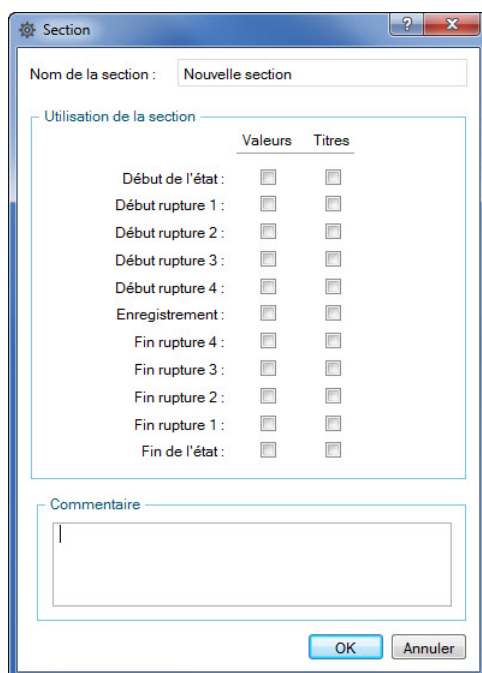 Section
?
X
Nom de la section : Nouvelle section
Utilisation de la section
Valeurs Titres
Début de l'état :
Début rupture 1 :
Début rupture 2 :
Début rupture 3 :
Début rupture 4 :
Enregistrement :
Fin rupture 4 :
Fin rupture 3 :
Fin rupture 2 :
Fin rupture 1 :
Fin de l'état :
Commentaire
OK Annuler